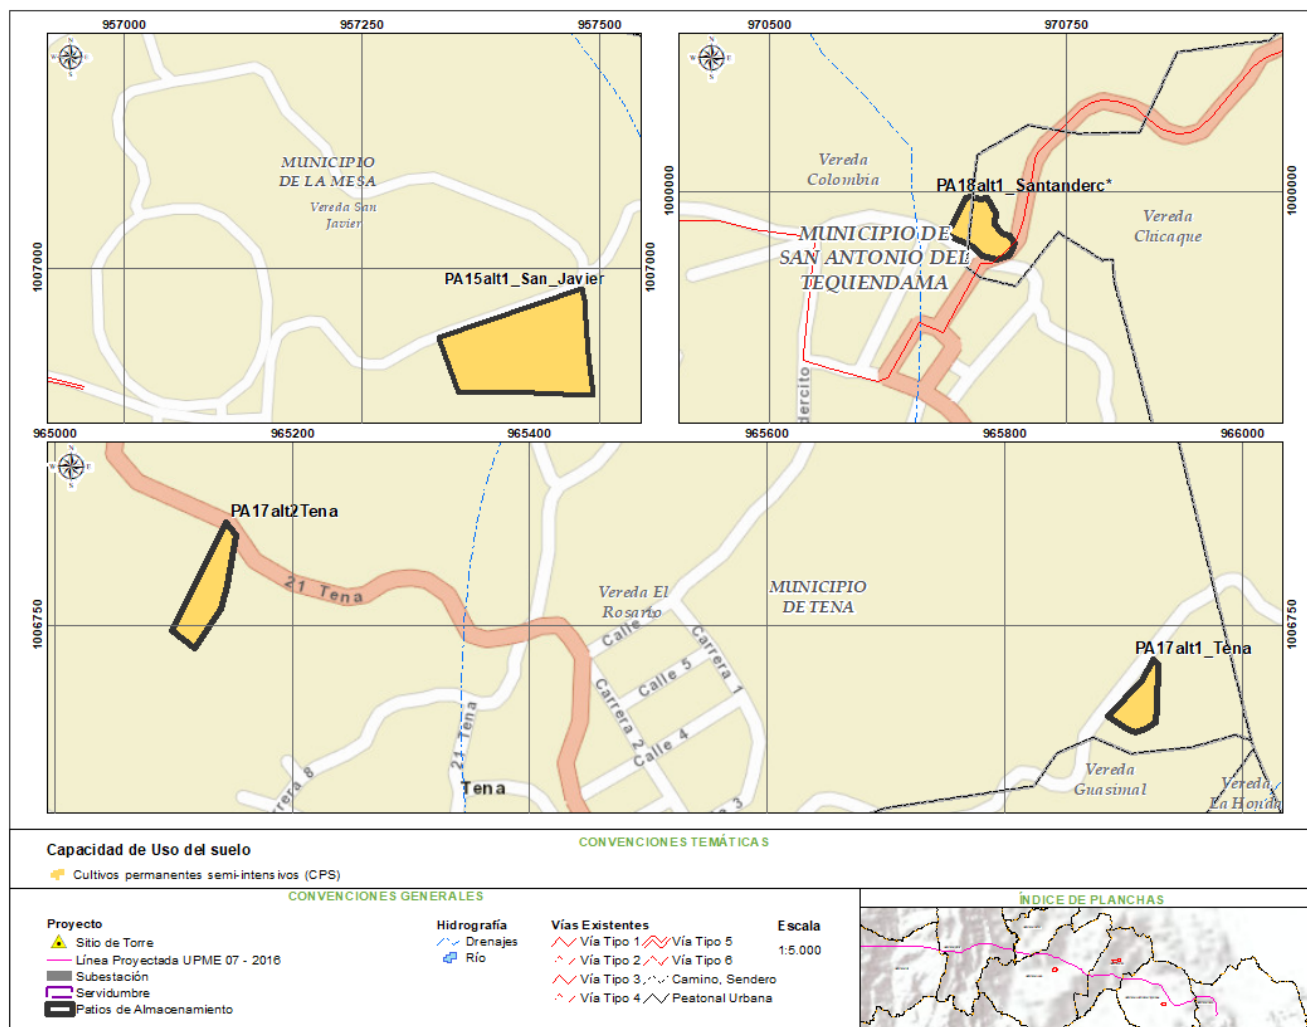 957000 957250 957500 970500 970750
MUNICIPIO
DE LA MESA
Vereda San
Javier
1007000
PA15alt1_San_Javier
1007000
Vereda
Colombia
PA18alt1_Santanderc*
1000000
1000000
Vereda
Chicaque
MUNICIPIO DE
SAN ANTONIO DEL
TEQUENDAMA
dercito
965000 965200 965400 965600 965800 966000
PA17alt2Tena
21 Tena
1006750
Vereda El
Rosario
MUNICIPIO
DE TENA
1006750
PA17alt1_Tena
Calle
Calle 5
Carrera 1
Carrera 2
Calle 4
21 Tena
Tena
Vereda
Guasimal
Vereda
La Honda
CONVENCIONES TEMÁTICAS
Capacidad de Uso del suelo
Cultivos permanentes semi-intensivos (CPS)
CONVENCIONES GENERALES
Proyecto
Sitio de Torre
Línea Proyectada UPME 07 - 2016
Subestación
Servidumbre
Patios de Almacenamiento
Hidrografía
Drenajes
Río
Vías Existentes
Vía Tipo 1 Vía Tipo 5
Vía Tipo 2 Vía Tipo 6
Vía Tipo 3 Camino, Sendero
Vía Tipo 4 Peatonal Urbana
Escala
1:5.000
ÍNDICE DE PLANCHAS